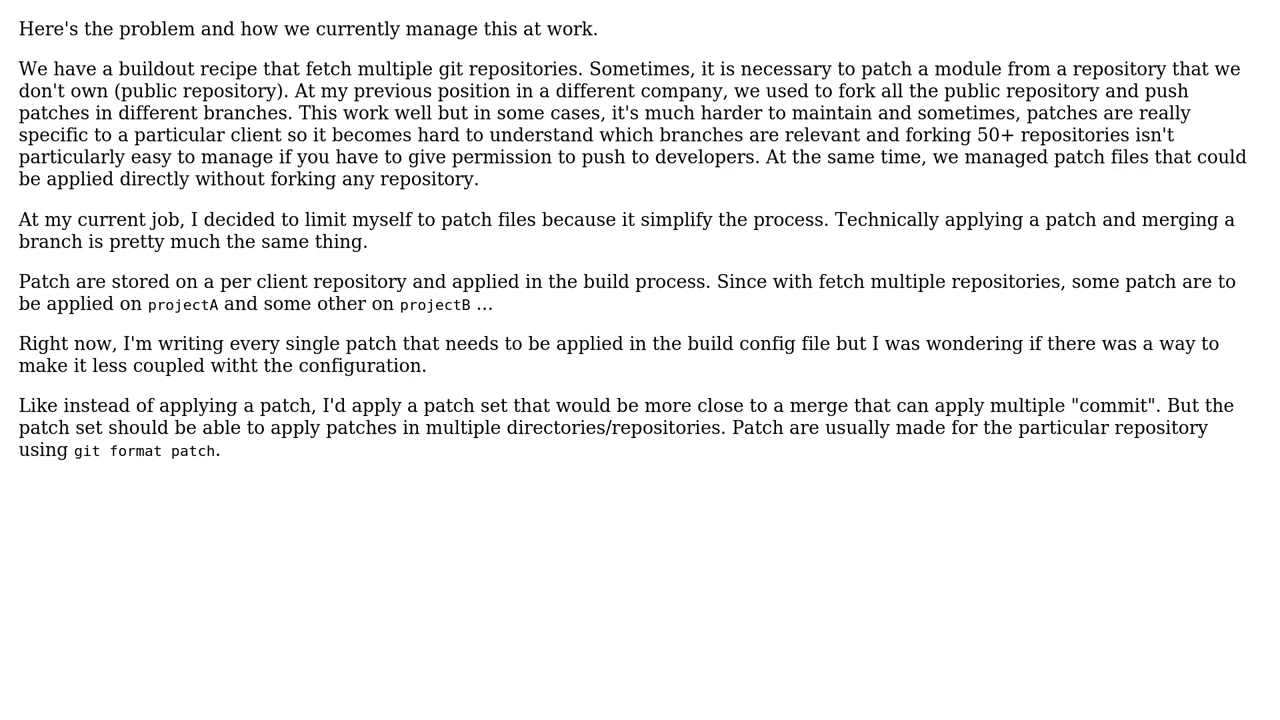 Here's the problem and how we currently manage this at work.
We have a buildout recipe that fetch multiple git repositories. Sometimes, it is necessary to patch a module from a repository that we
don't own (public repository). At my previous position in a different company, we used to fork all the public repository and push
patches in different branches. This work well but in some cases, it's much harder to maintain and sometimes, patches are really
specific to a particular client so it becomes hard to understand which branches are relevant and forking 50+ repositories isn't
particularly easy to manage if you have to give permission to push to developers. At the same time, we managed patch files that could
be applied directly without forking any repository.
At my current job, I decided to limit myself to patch files because it simplify the process. Technically applying a patch and merging a
branch is pretty much the same thing.
Patch are stored on a per client repository and applied in the build process. Since with fetch multiple repositories, some patch are to
be applied on projectA and some other on projectB ...
Right now, I'm writing every single patch that needs to be applied in the build config file but I was wondering if there was a way to
make it less coupled witht the configuration.
Like instead of applying a patch, I'd apply a patch set that would be more close to a merge that can apply multiple "commit". But the
patch set should be able to apply patches in multiple directories/repositories. Patch are usually made for the particular repository
using git format patch.